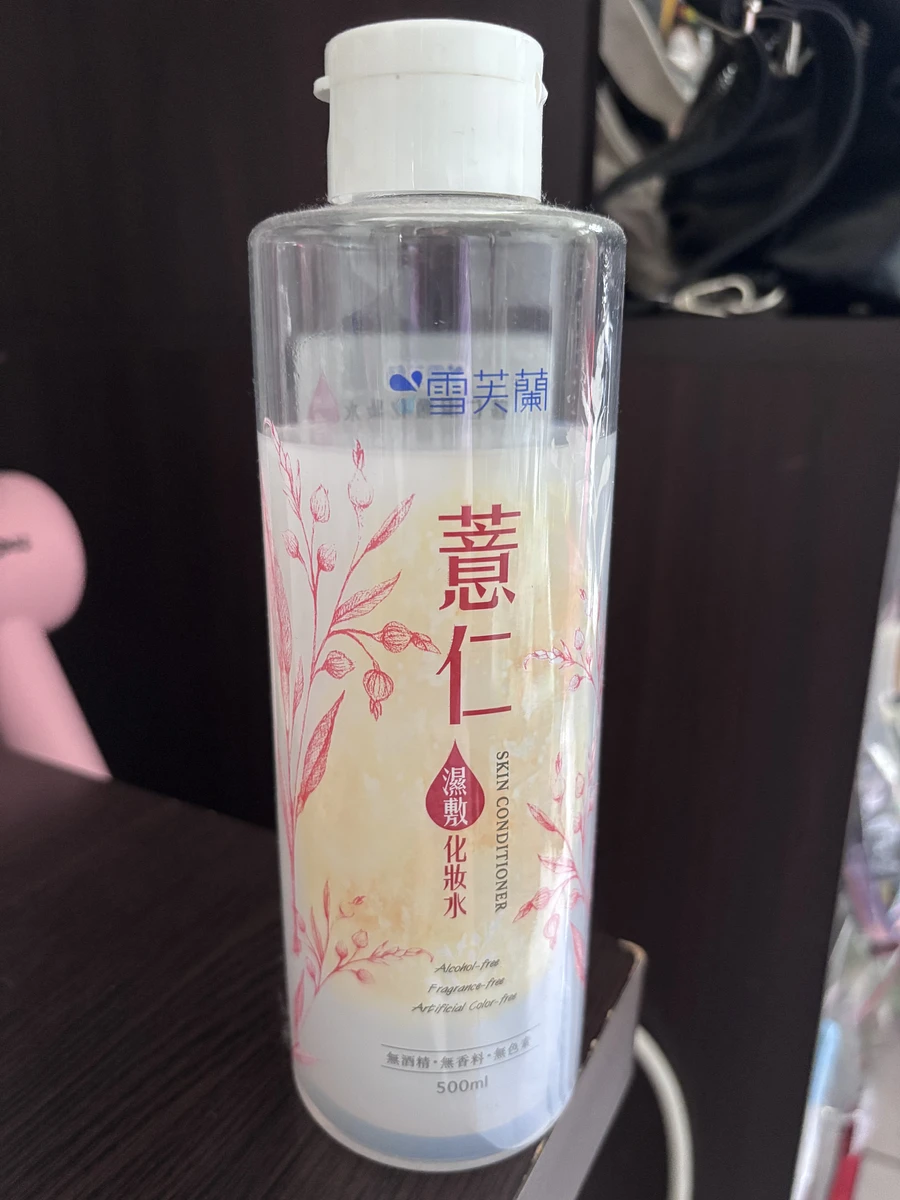 雪芙蘭
薏仁
濕敷
化妝水
SKIN CONDITIONER
Alcohol-free
Fragrance-free
Artificial Color-free
無酒精・無香料・無色素
500ml